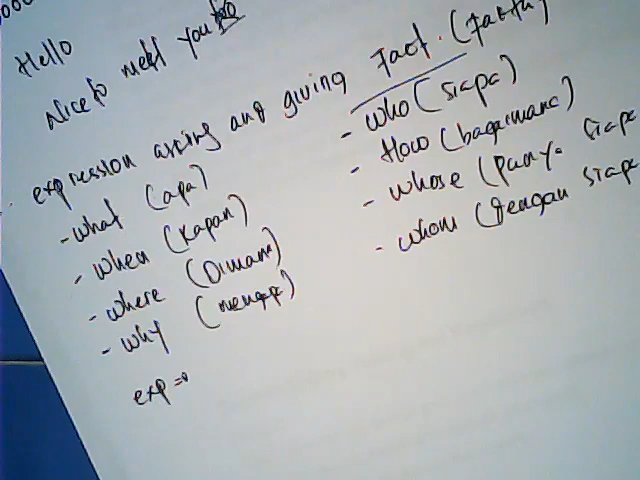 Hello
Nice to meet you too
expression asking and giving Fact. (Fakta)
- what (apa)
- when (kapan)
- where (Dimana)
- why (mengapa)
- who (siapa)
- How (bagaimana)
- whose (punya siapa
- whom (dengan siapa
exp =